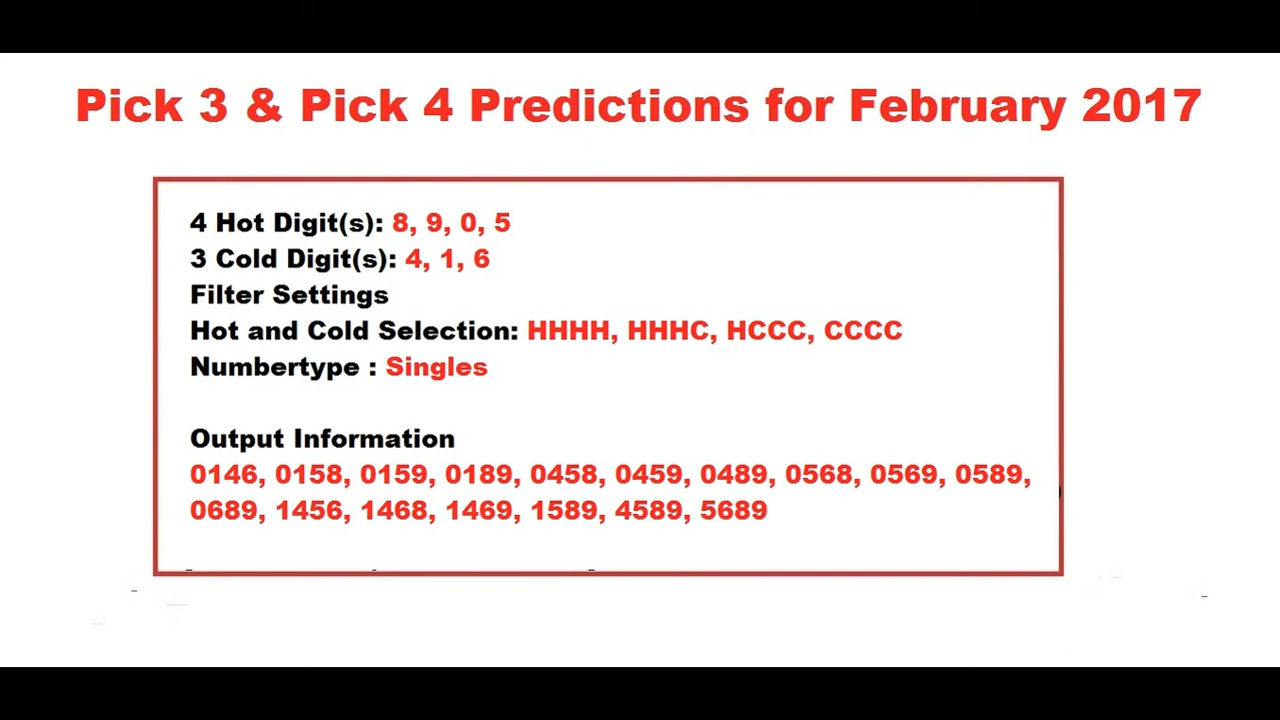 Pick 3 & Pick 4 Predictions for February 2017
4 Hot Digit(s): 8, 9, 0, 5
3 Cold Digit(s): 4, 1, 6
Filter Settings
Hot and Cold Selection: HHHH, HHHC, HCCC, CCCC
Numbertype : Singles
Output Information
0146, 0158, 0159, 0189, 0458, 0459, 0489, 0568, 0569, 0589,
0689, 1456, 1468, 1469, 1589, 4589, 5689